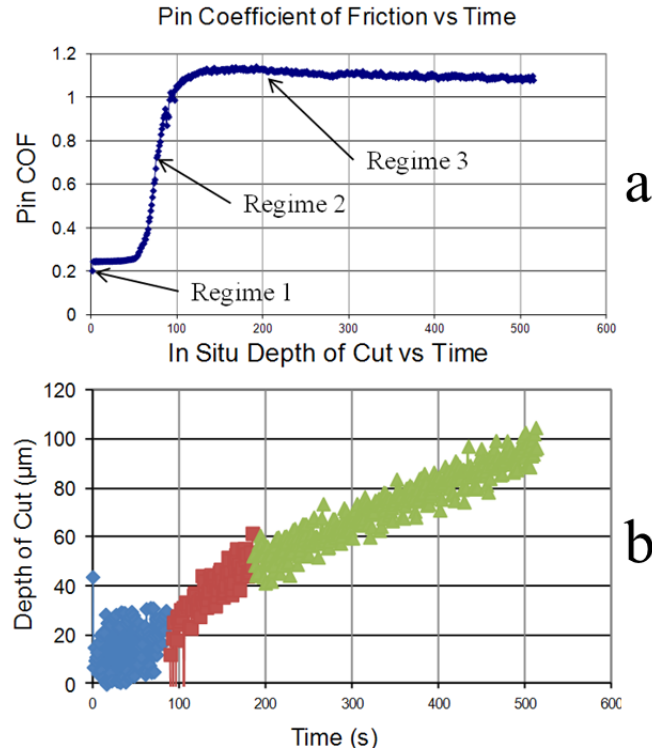 Pin Coefficient of Friction vs Time
1.2
1
0.8
0.6
0.4
0.2
0
Pin COF
Regime 3
Regime 2
Regime 1
a
0 100 200 300 400 500 600
In Situ Depth of Cut vs Time
120
100
80
60
40
20
0
Depth of Cut (µm)
b
0 100 200 300 400 500 600
Time (s)